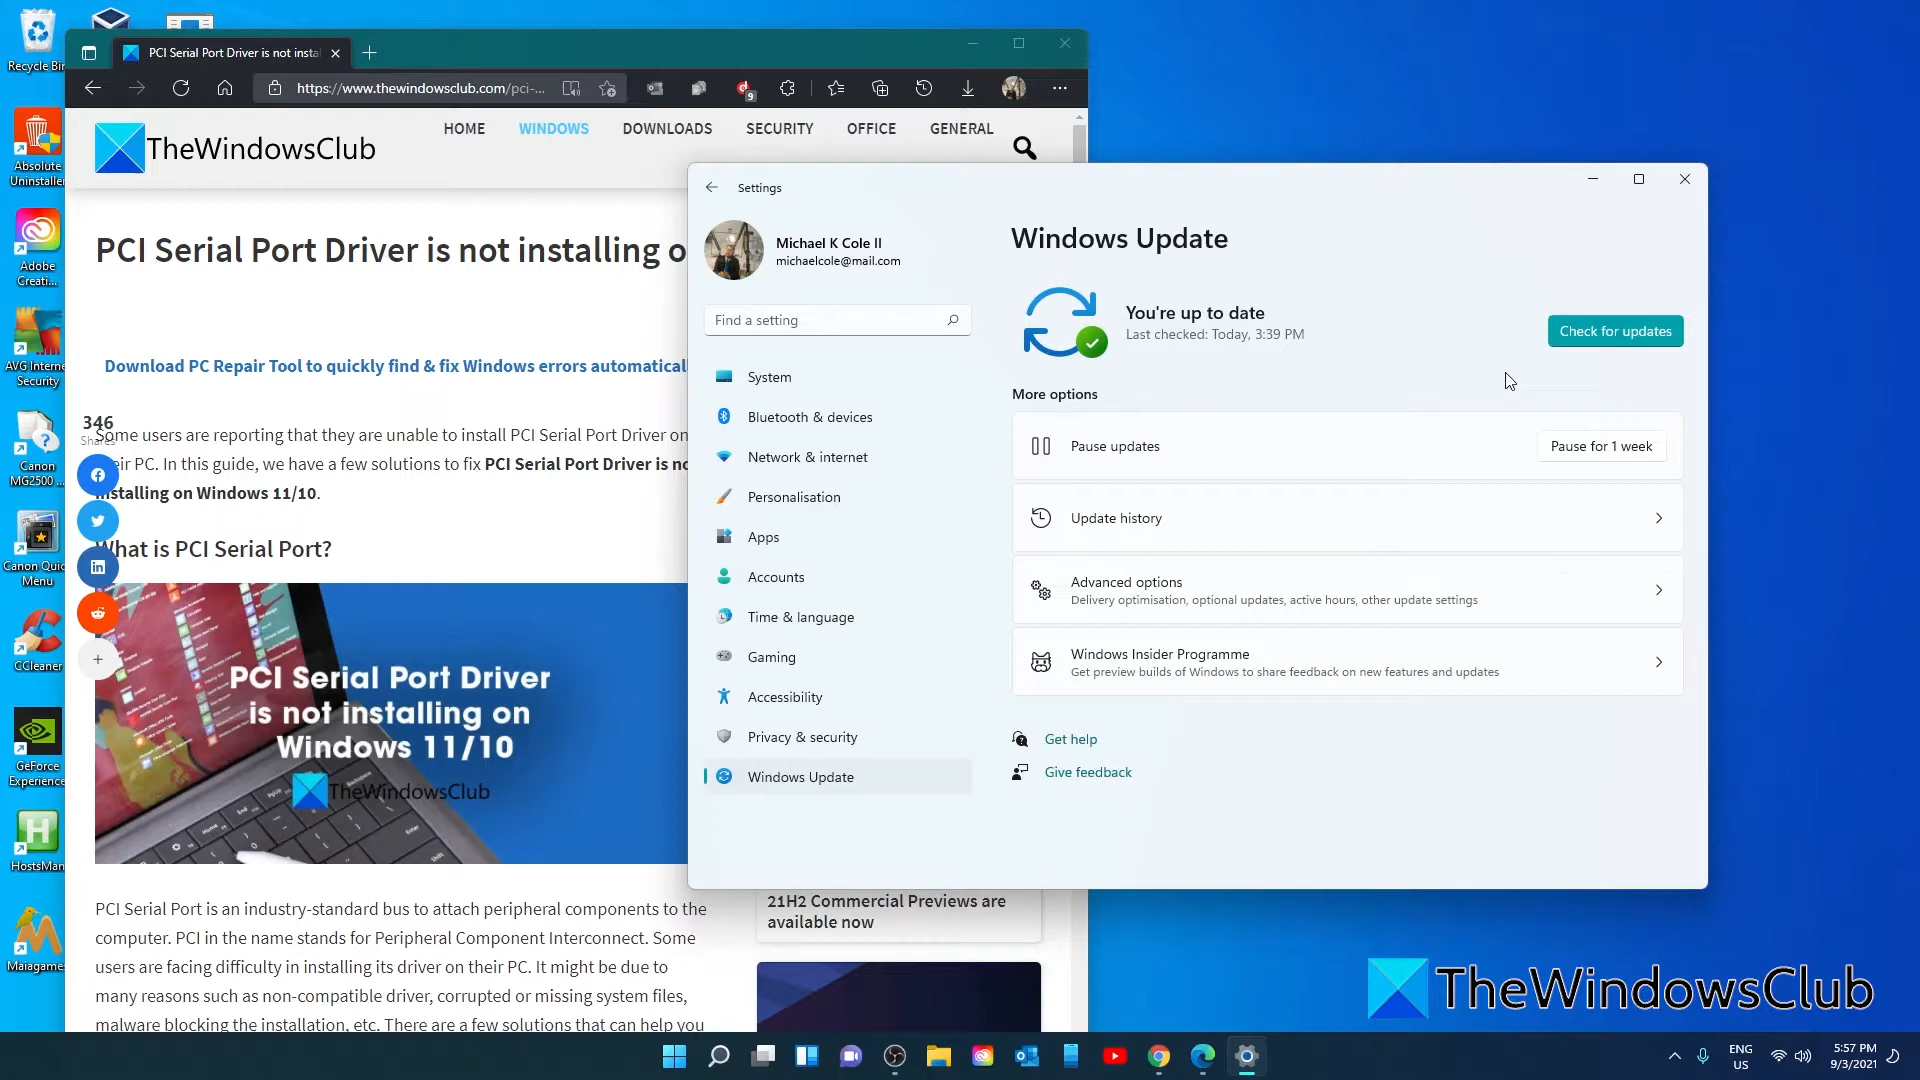 Recycle Bin
Absolute
Uninstaller
Adobe
Creati...
AVG Interne
Security
Canon
MG2500 ...
Canon Quic
Menu
CCleaner
GeForce
Experience
HostsMan
Maiagames
PCI Serial Port Driver is not insta
https://www.thewindowsclub.com/pci-...
9
TheWindowsClub
HOME
WINDOWS
DOWNLOADS
SECURITY
OFFICE
GENERAL
PCI Serial Port Driver is not installing o
Download PC Repair Tool to quickly find & fix Windows errors automaticall
346
Shares
Some users are reporting that they are unable to install PCI Serial Port Driver on
their PC. In this guide, we have a few solutions to fix PCI Serial Port Driver is no
installing on Windows 11/10.
What is PCI Serial Port?
PCI Serial Port Driver
is not installing on
Windows 11/10
TheWindowsClub
PCI Serial Port is an industry-standard bus to attach peripheral components to the
computer. PCI in the name stands for Peripheral Component Interconnect. Some
users are facing difficulty in installing its driver on their PC. It might be due to
many reasons such as non-compatible driver, corrupted or missing system files,
malware blocking the installation, etc. There are a few solutions that can help you
21H2 Commercial Previews are
available now
Settings
Michael K Cole II
michaelcole@mail.com
Find a setting
System
Bluetooth & devices
Network & internet
Personalisation
Apps
Accounts
Time & language
Gaming
Accessibility
Privacy & security
Windows Update
Windows Update
You're up to date
Last checked: Today, 3:39 PM
Check for updates
More options
Pause updates
Pause for 1 week
Update history
Advanced options
Delivery optimisation, optional updates, active hours, other update settings
Windows Insider Programme
Get preview builds of Windows to share feedback on new features and updates
Get help
Give feedback
TheWindowsClub
ENG
US
5:57 PM
9/3/2021